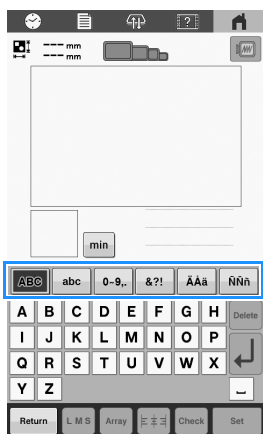 ?
--- mm
--- mm
min
ABC abc 0~9,. &?! ÄÅä ÑÑñ
A B C D E F G H Delete
I J K L M N O P
Q R S T U V W X
Y Z
Return L M S Array Check Set